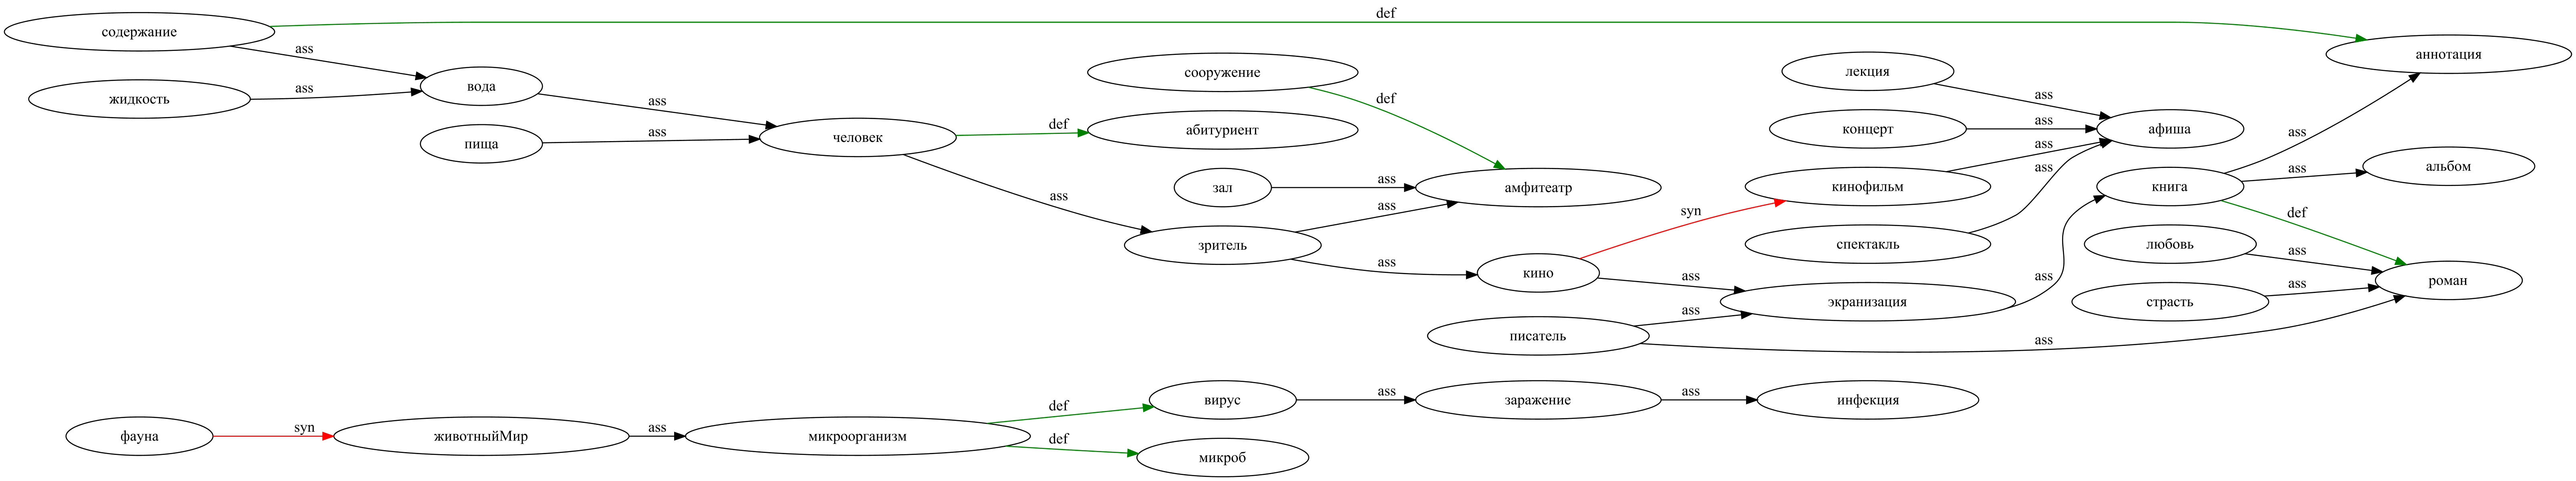 def
содержание
аннотация
ass
сооружение
лекция
ass
жидкость
вода
ass
def
ass
концерт
афиша
ass
def
абитуриент
ass
пища
ass
человек
ass
альбом
зал
ass
амфитеатр
кинофильм
ass
книга
ass
ass
syn
def
зритель
спектакль
любовь
ass
ass
кино
ass
ass
роман
экранизация
страсть
ass
писатель
ass
ass
def
вирус
ass
заражение
ass
инфекция
фауна
syn
животныйМир
ass
микроорганизм
def
микроб